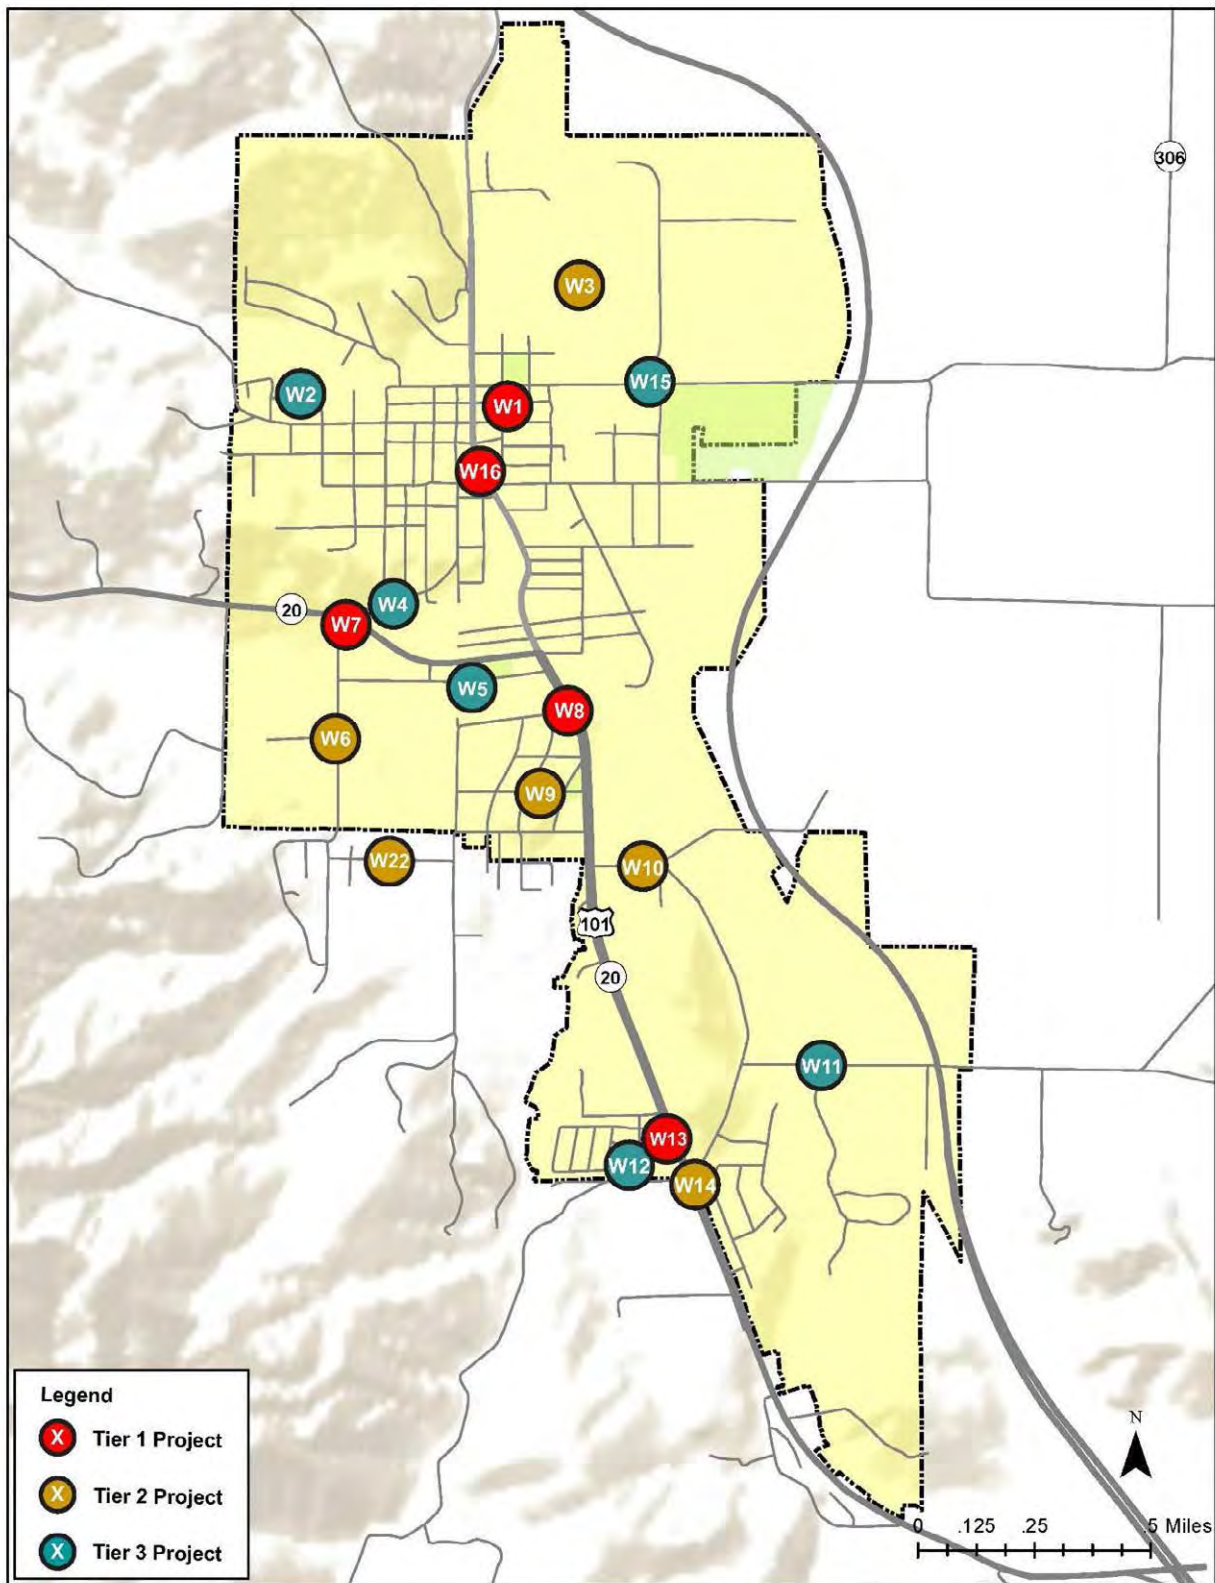 306
W3
W2
W15
W1
W16
20
W4
W7
W5
W8
W6
W9
W22
W10
101
20
W11
W13
W12
W14
Legend
X Tier 1 Project
X Tier 2 Project
X Tier 3 Project
N
0 .125 .25 .5 Miles